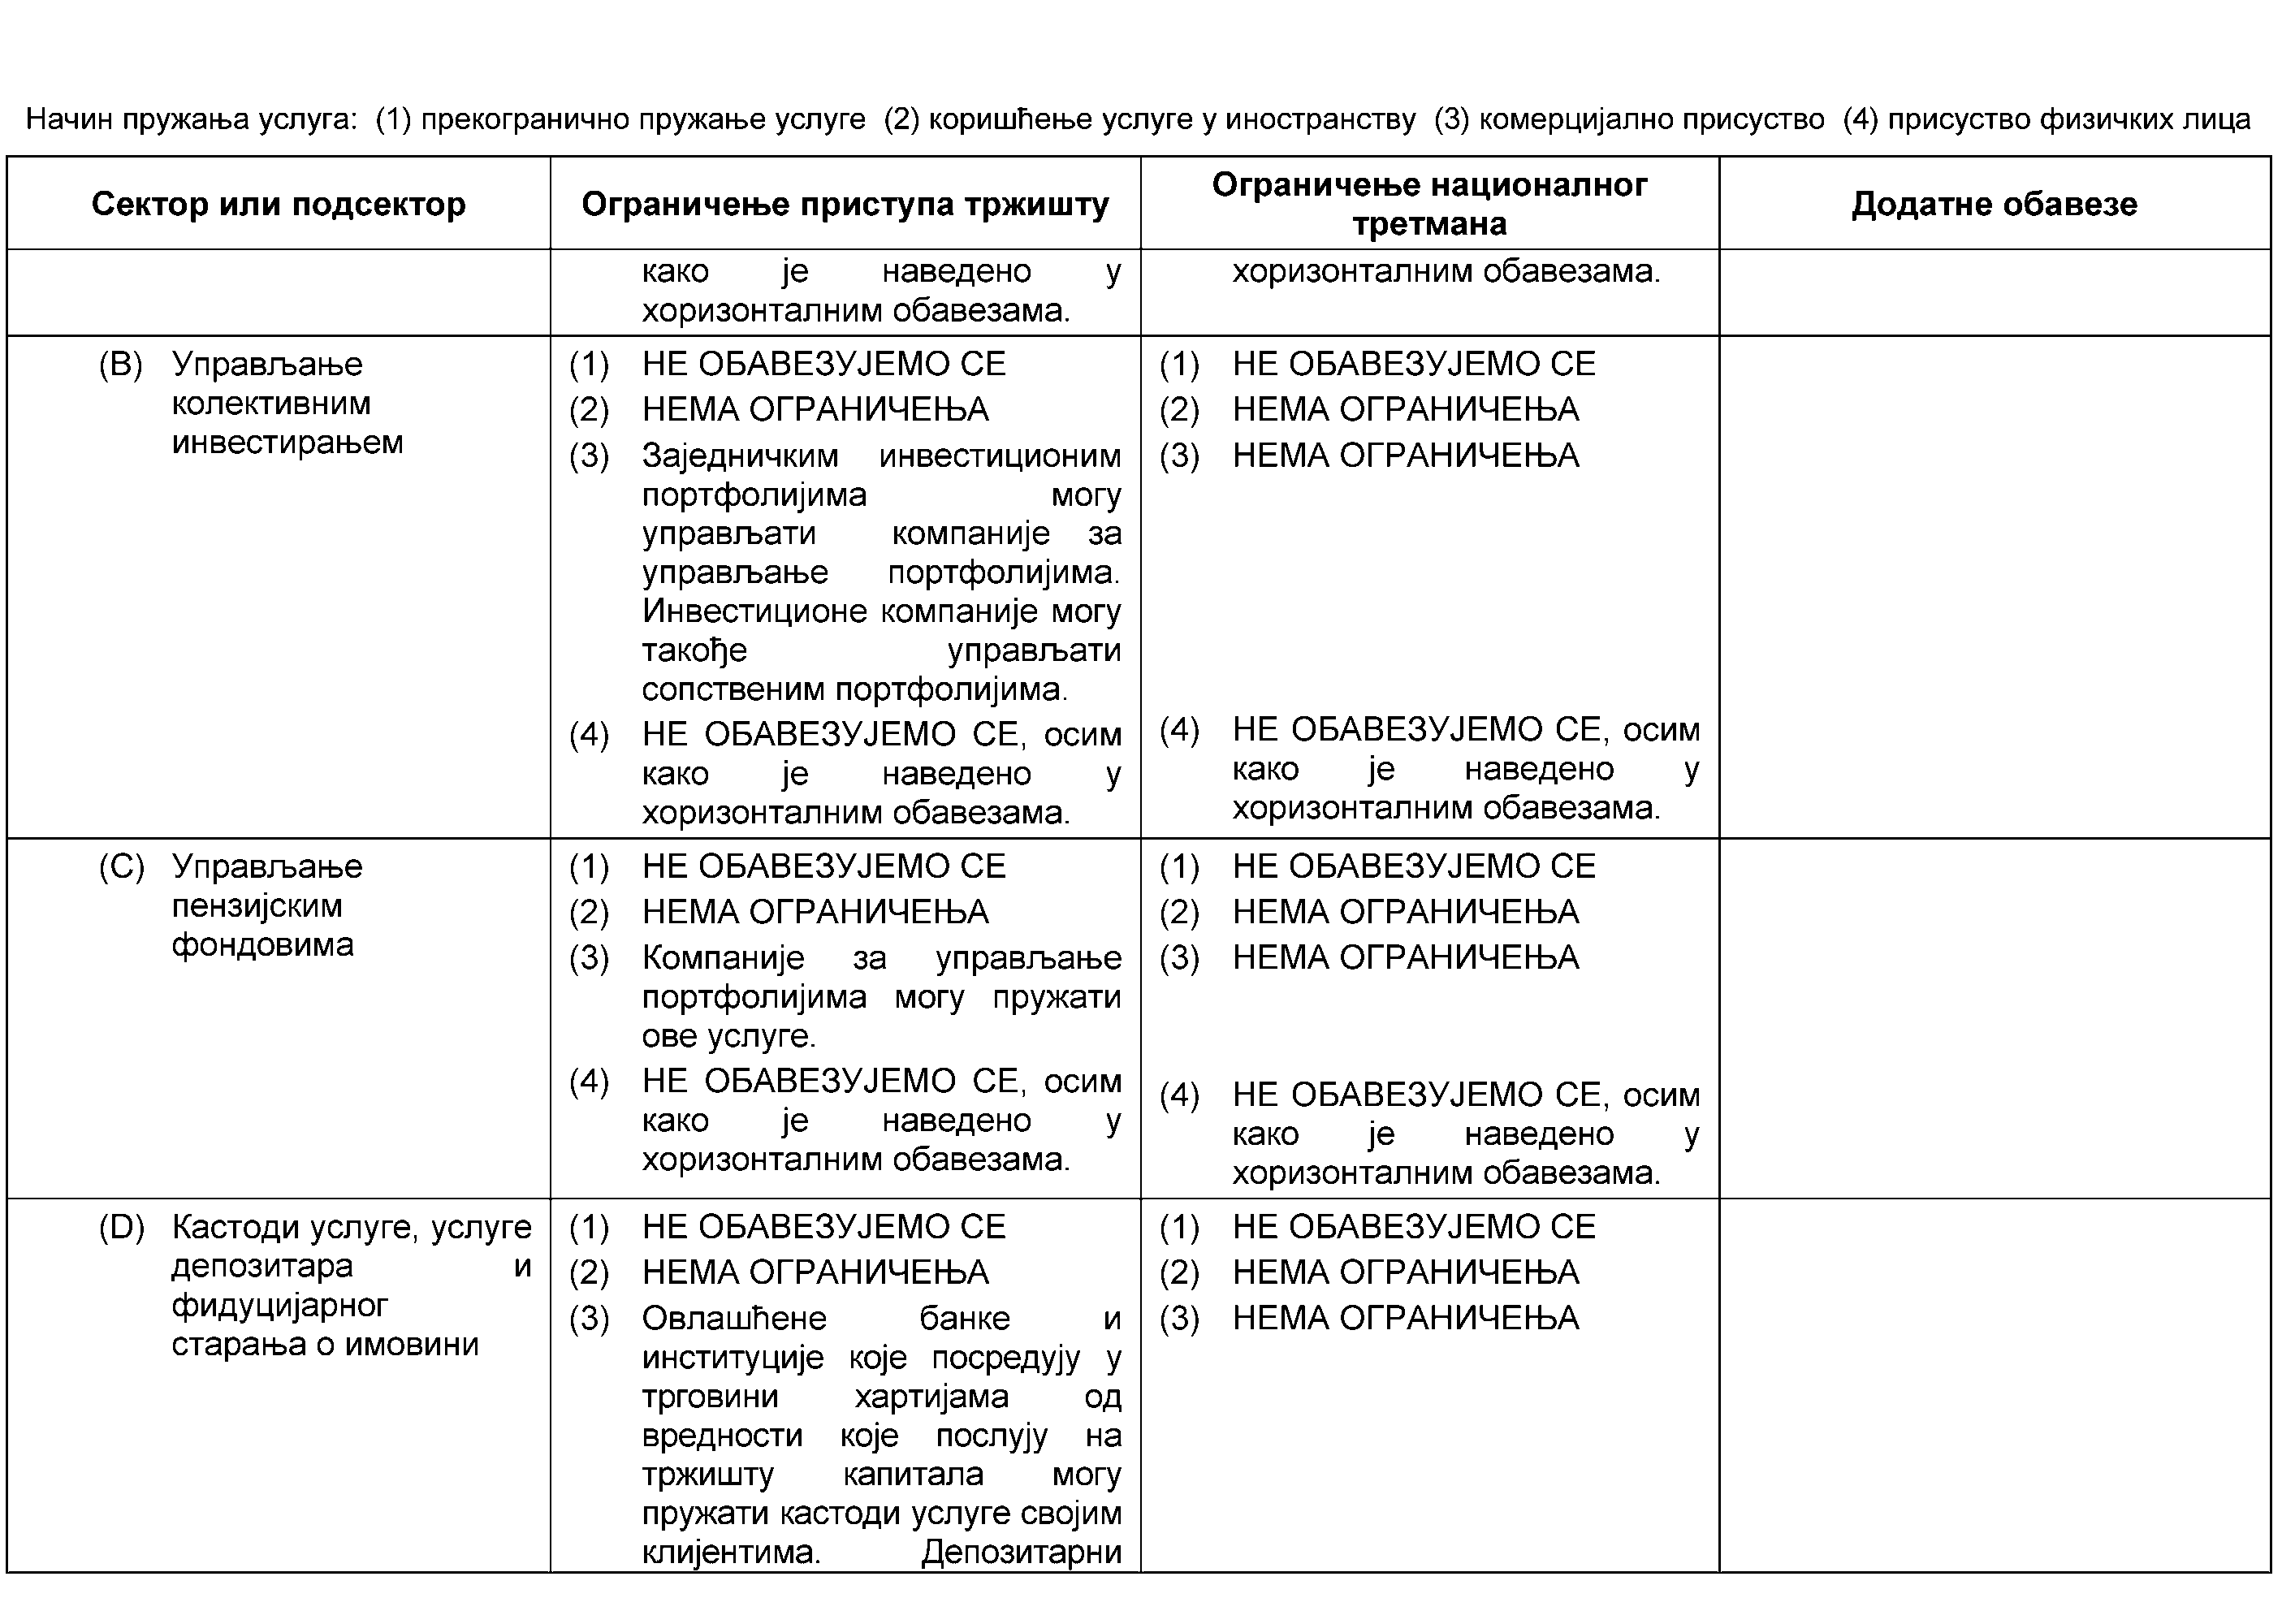 Начин пружања услуга: (1) прекогранично пружање услуге (2) коришћење услуге у иностранству (3) комерцијално присуство (4) присуство физичких лица
Сектор или подсектор
Ограничење приступа тржишту
Ограничење националног
третмана
Додатне обавезе
како је наведено у
хоризонталним обавезама.
хоризонталним обавезама.
(B) Управљање
колективним
инвестирањем
(1) НЕ ОБАВЕЗУЈЕМО СЕ
(2) НЕМА ОГРАНИЧЕЊА
(3) Заједничким инвестиционим
портфолијима могу
управљати компаније за
управљање портфолијима.
Инвестиционе компаније могу
такође управљати
сопственим портфолијима.
(4) НЕ ОБАВЕЗУЈЕМО СЕ, осим
како је наведено у
хоризонталним обавезама.
(1) НЕ ОБАВЕЗУЈЕМО СЕ
(2) НЕМА ОГРАНИЧЕЊА
(3) НЕМА ОГРАНИЧЕЊА
(4) НЕ ОБАВЕЗУЈЕМО СЕ, осим
како је наведено у
хоризонталним обавезама.
(C) Управљање
пензијским
фондовима
(1) НЕ ОБАВЕЗУЈЕМО СЕ
(2) НЕМА ОГРАНИЧЕЊА
(3) Компаније за управљање
портфолијима могу пружати
ове услуге.
(4) НЕ ОБАВЕЗУЈЕМО СЕ, осим
како је наведено у
хоризонталним обавезама.
(1) НЕ ОБАВЕЗУЈЕМО СЕ
(2) НЕМА ОГРАНИЧЕЊА
(3) НЕМА ОГРАНИЧЕЊА
(4) НЕ ОБАВЕЗУЈЕМО СЕ, осим
како је наведено у
хоризонталним обавезама.
(D) Кастоди услуге, услуге
депозитара и
фидуцијарног
старања о имовини
(1) НЕ ОБАВЕЗУЈЕМО СЕ
(2) НЕМА ОГРАНИЧЕЊА
(3) Овлашћене банке и
институције које посредују у
трговини хартијама од
вредности које послују на
тржишту капитала могу
пружати кастоди услуге својим
клијентима. Депозитарни
(1) НЕ ОБАВЕЗУЈЕМО СЕ
(2) НЕМА ОГРАНИЧЕЊА
(3) НЕМА ОГРАНИЧЕЊА